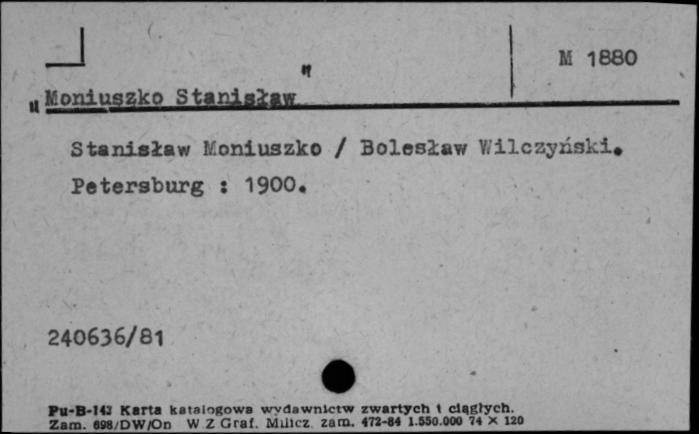 M 1880
"Moniuszko Stanisław"
Stanisław Moniuszko / Bolesław Wilczyński.
Petersburg : 1900.
240636/81
Pu-B-143 Karta katalogowa wydawnictw zwartych i ciągłych.
Zam. 698/DW/On W.Z.Graf. Milicz. zam. 472-84 1.550.000 74 × 120